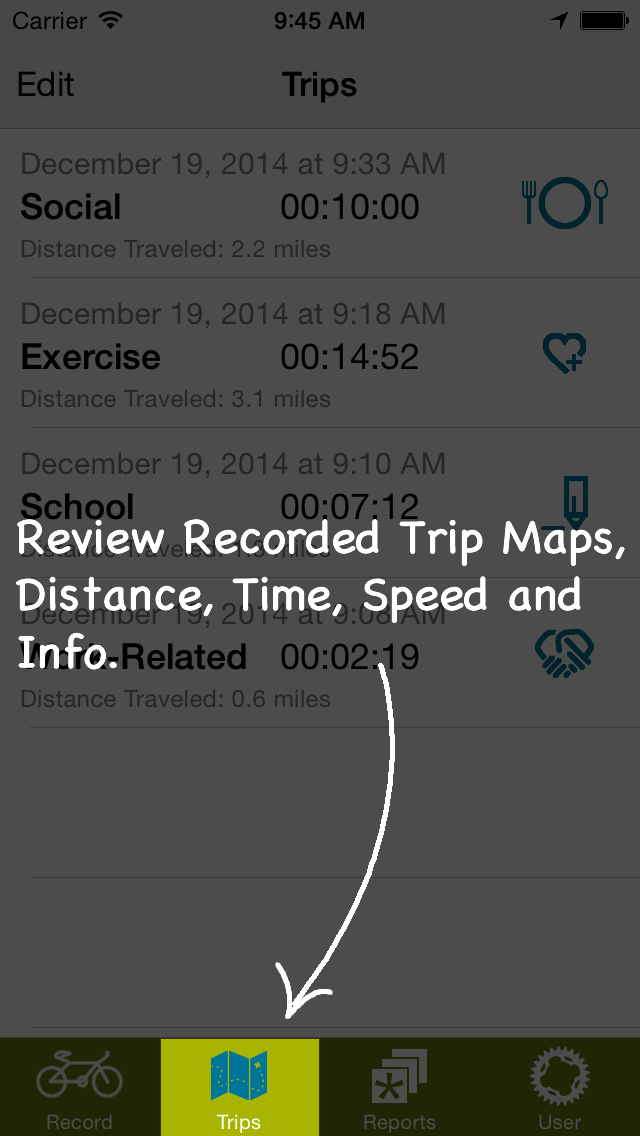 Carrier 9:45 AM
Edit Trips
December 19, 2014 at 9:33 AM
Social 00:10:00
Distance Traveled: 2.2 miles
December 19, 2014 at 9:18 AM
Exercise 00:14:52
Distance Traveled: 3.1 miles
December 19, 2014 at 9:10 AM
School 00:07:12
Review Recorded Trip Maps,
Distance Traveled: miles
Distance, Time, Speed and
December 19, 2014 at 9:08 AM
Info.
Work-Related 00:02:19
Distance Traveled: 0.6 miles
Record Trips Reports User